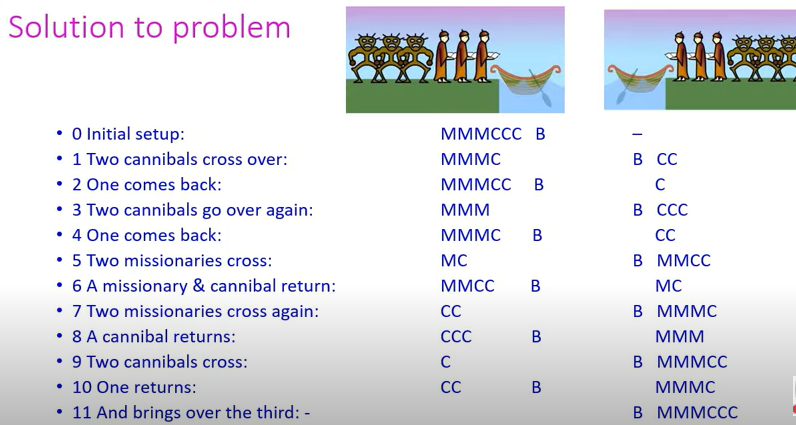 Solution to problem
• 0 Initial setup: MMMCCC B –
• 1 Two cannibals cross over: MMMC B CC
• 2 One comes back: MMMCC B C
• 3 Two cannibals go over again: MMM B CCC
• 4 One comes back: MMMC B CC
• 5 Two missionaries cross: MC B MMCC
• 6 A missionary & cannibal return: MMCC B MC
• 7 Two missionaries cross again: CC B MMMC
• 8 A cannibal returns: CCC B MMM
• 9 Two cannibals cross: C B MMMCC
• 10 One returns: CC B MMMC
• 11 And brings over the third: - B MMMCCC